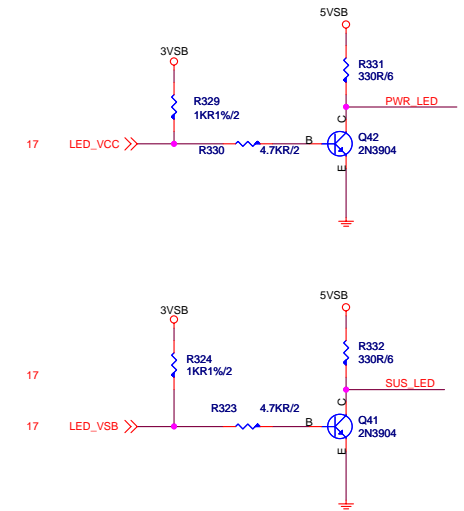 5VSB
3VSB
R331
330R/6
R329
1KR1%/2
PWR_LED
C
Q42
2N3904
17 LED_VCC R330 4.7KR/2 B
E
5VSB
3VSB
R332
330R/6
R324
1KR1%/2
17
SUS_LED
R323 4.7KR/2
C
Q41
2N3904
17 LED_VSB B
E